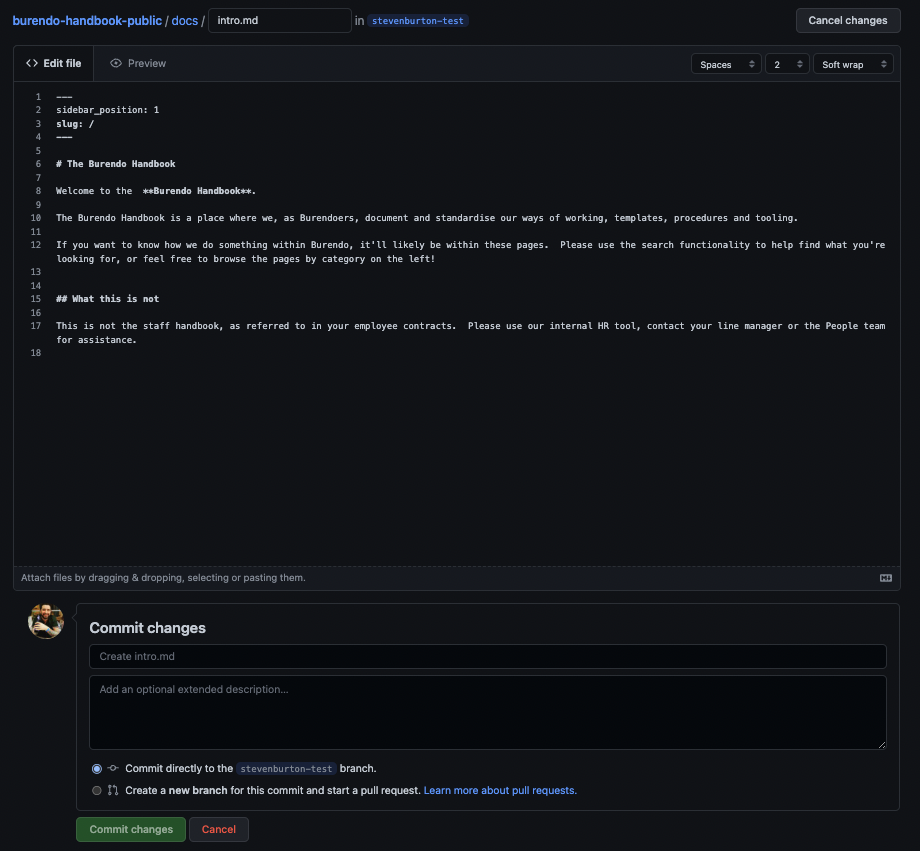 burendo-handbook-public / docs / intro.md in stevenburton-test Cancel changes
Edit file Preview Spaces 2 Soft wrap
1 ---
2 sidebar_position: 1
3 slug: /
4 ---
5
6 # The Burendo Handbook
7
8 Welcome to the  **Burendo Handbook**.
9
10 The Burendo Handbook is a place where we, as Burendoers, document and standardise our ways of working, templates, procedures and tooling.
11
12 If you want to know how we do something within Burendo, it'll likely be within these pages.  Please use the search functionality to help find what you're
looking for, or feel free to browse the pages by category on the left!
13
14
15 ## What this is not
16
17 This is not the staff handbook, as referred to in your employee contracts.  Please use our internal HR tool, contact your line manager or the People team
for assistance.
18
Attach files by dragging & dropping, selecting or pasting them.
Commit changes
Create intro.md
Add an optional extended description...
Commit directly to the stevenburton-test branch.
Create a new branch for this commit and start a pull request. Learn more about pull requests.
Commit changes Cancel